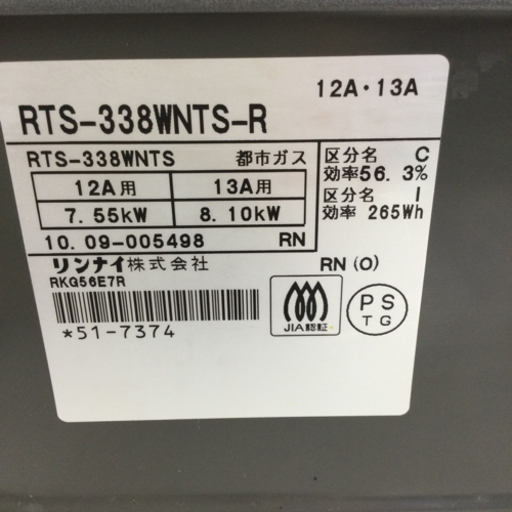 12A・13A
RTS-338WNTS-R
RTS-338WNTS 都市ガス
12A用 13A用
7.55kW 8.10kW
10.09-005498 RN
区分名 C
効率56.3%
区分名 I
効率 265Wh
リンナイ株式会社
RN (O)
RKG56E7R
*51-7374
JIA認証
PS
TG